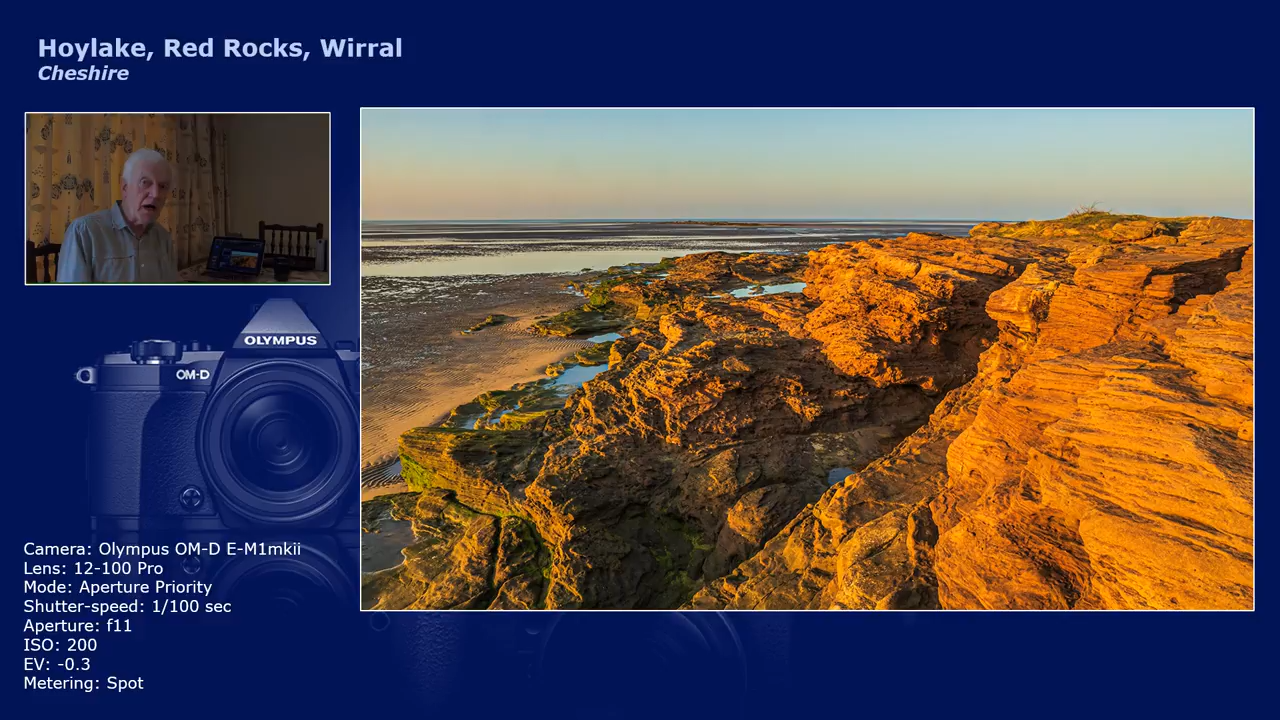 Hoylake, Red Rocks, Wirral
Cheshire
OLYMPUS
OM-D
Camera: Olympus OM-D E-M1mkii
Lens: 12-100 Pro
Mode: Aperture Priority
Shutter-speed: 1/100 sec
Aperture: f11
ISO: 200
EV: -0.3
Metering: Spot